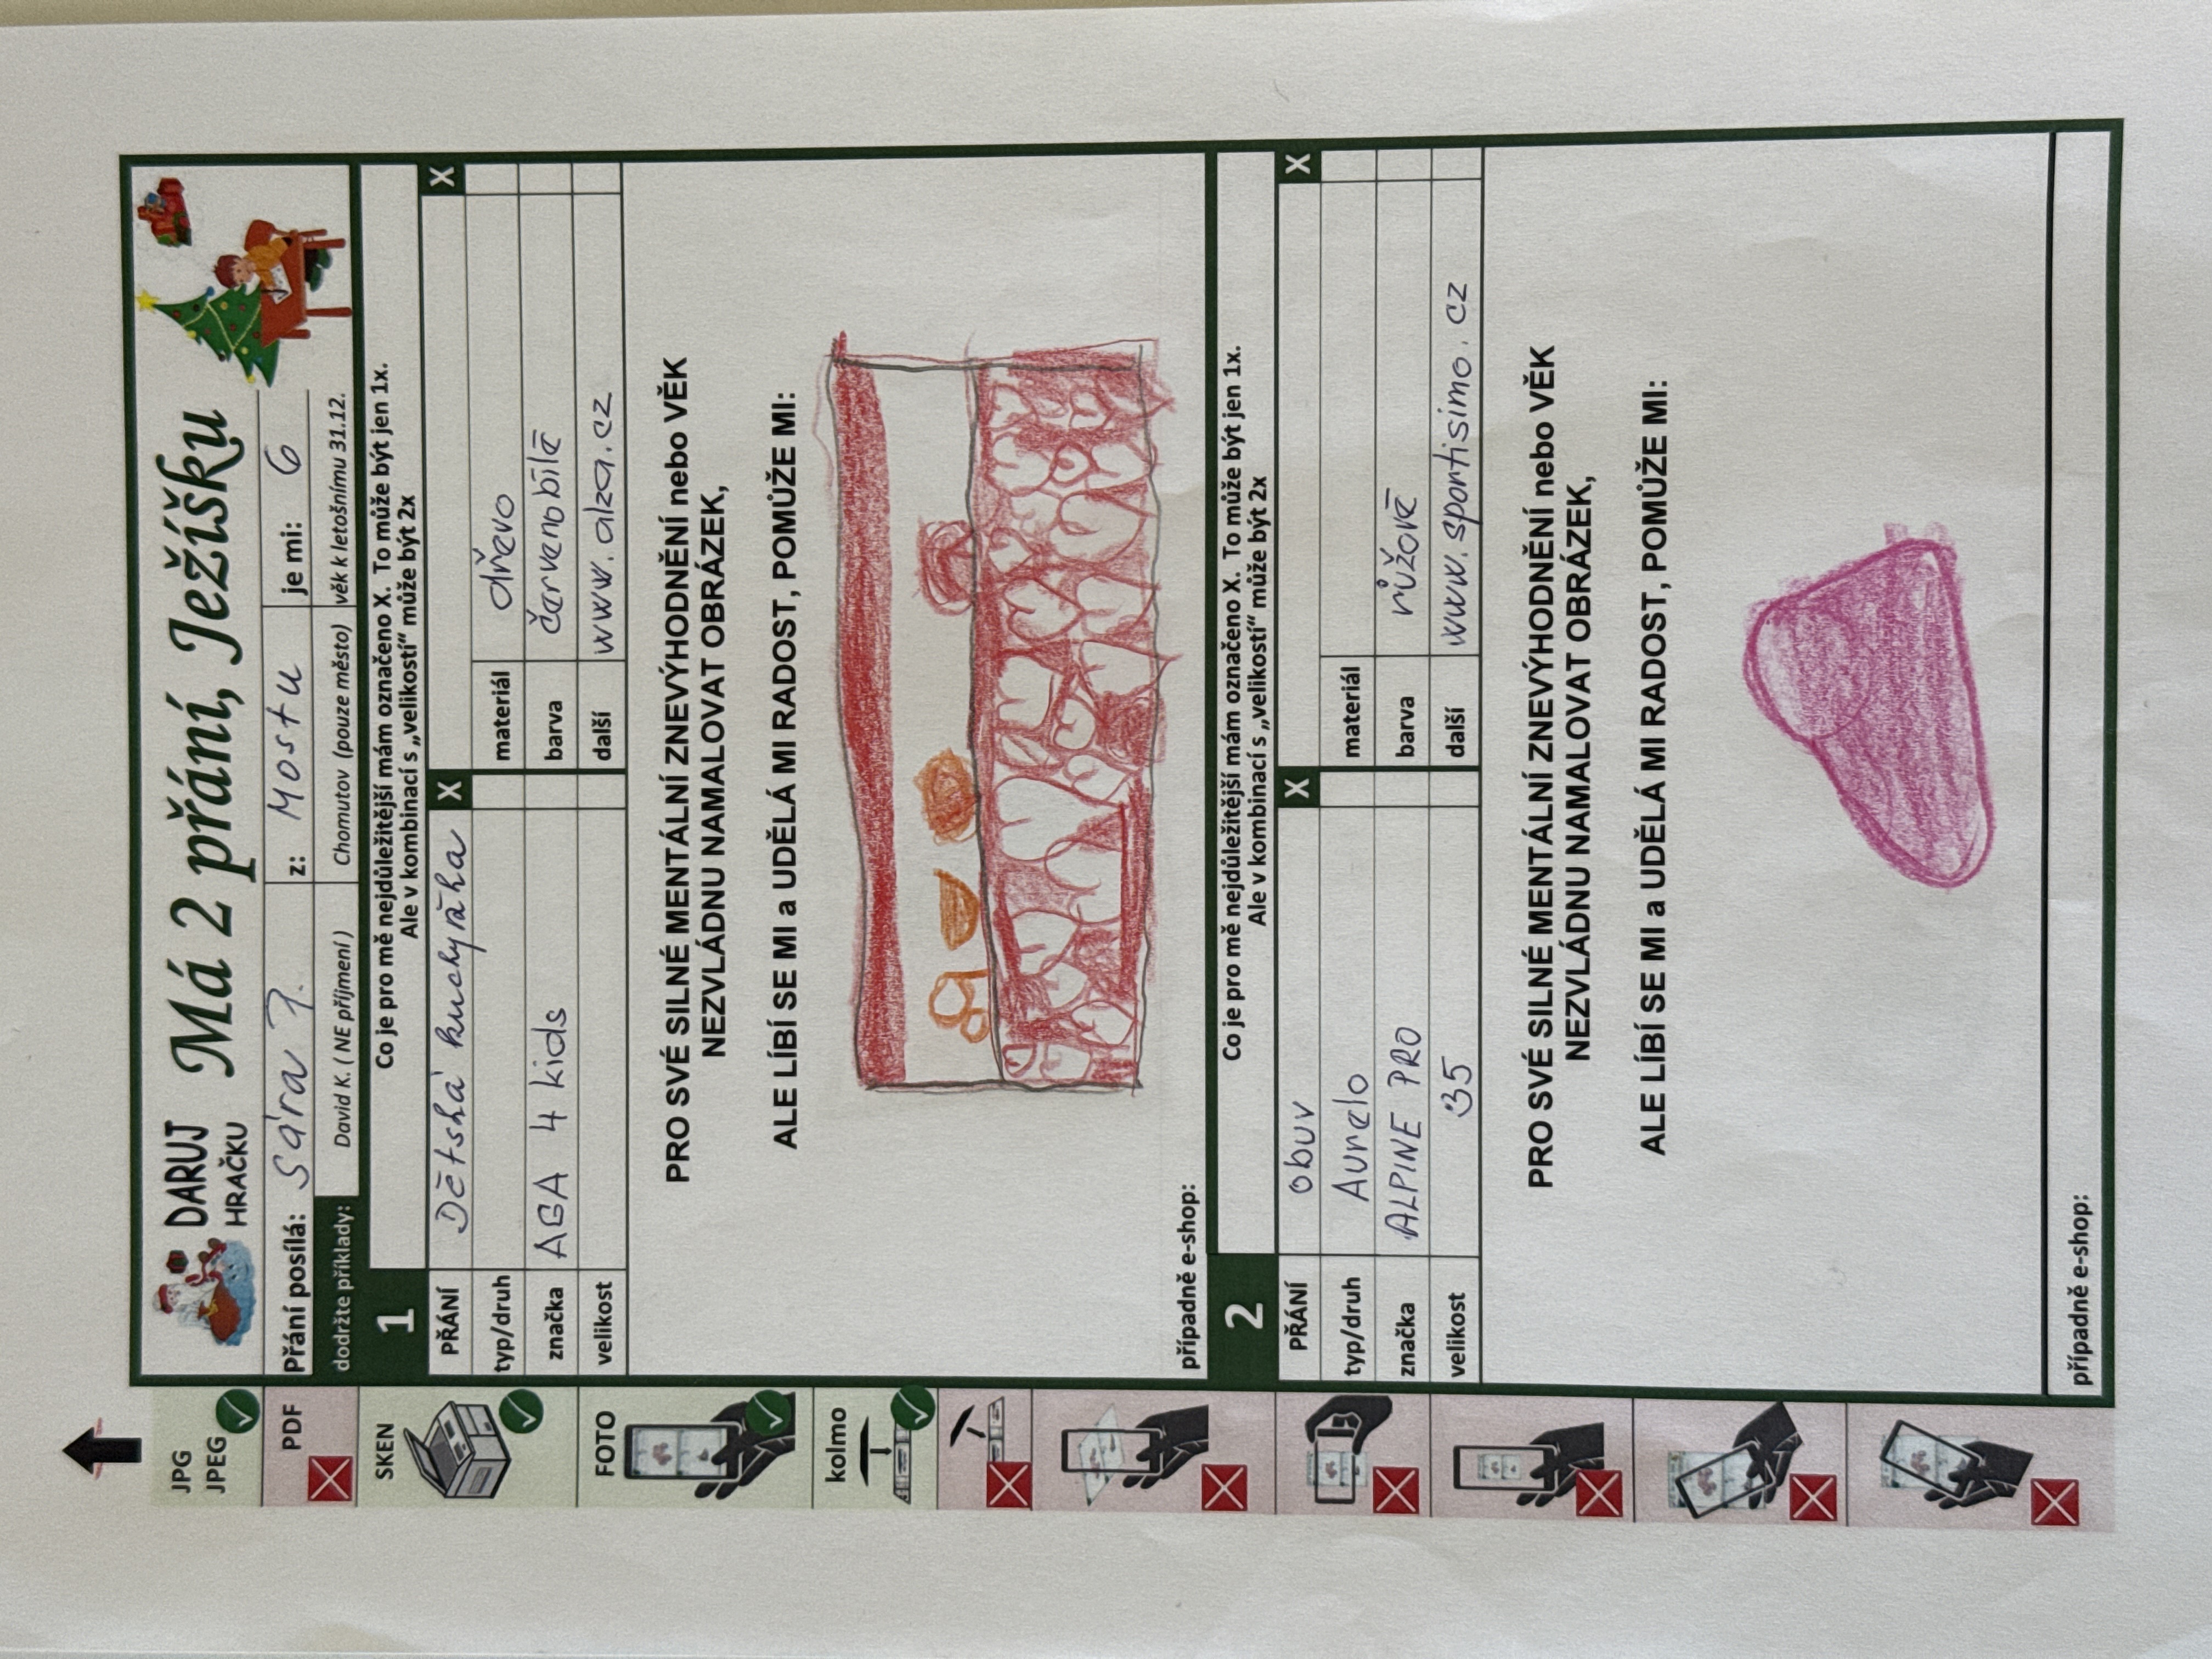 JPG
JPEG
PDF
SKEN
FOTO
kolmo
DARUJ
HRAČKU
Má 2 přání, Ježíšku
Přání posílá: Sára z: Mostu je mi: 6
dodržte příklady: David K. ( NE příjmení ) Chomutov (pouze město) věk k letošnímu 31.12.
1 Co je pro mě nejdůležitější mám označeno X. To může být jen 1x.
Ale v kombinací s „velikostí“ může být 2x
PŘÁNÍ Dětská kuchyňka X X
typ/druh materiál dřevo
značka AGA 4 kids barva červenobílé
velikost další www.alza.cz
PRO SVÉ SILNÉ MENTÁLNÍ ZNEVÝHODNĚNÍ nebo VĚK
NEZVLÁDNU NAMALOVAT OBRÁZEK,
ALE LÍBÍ SE MI a UDĚLÁ MI RADOST, POMŮŽE MI:
případně e-shop:
2 Co je pro mě nejdůležitější mám označeno X. To může být jen 1x.
Ale v kombinací s „velikostí“ může být 2x
PŘÁNÍ obuv X X
typ/druh Aunelo materiál
značka ALPINE PRO barva růžové
velikost 35 další www.sportisimo.cz
PRO SVÉ SILNÉ MENTÁLNÍ ZNEVÝHODNĚNÍ nebo VĚK
NEZVLÁDNU NAMALOVAT OBRÁZEK,
ALE LÍBÍ SE MI a UDĚLÁ MI RADOST, POMŮŽE MI:
případně e-shop: